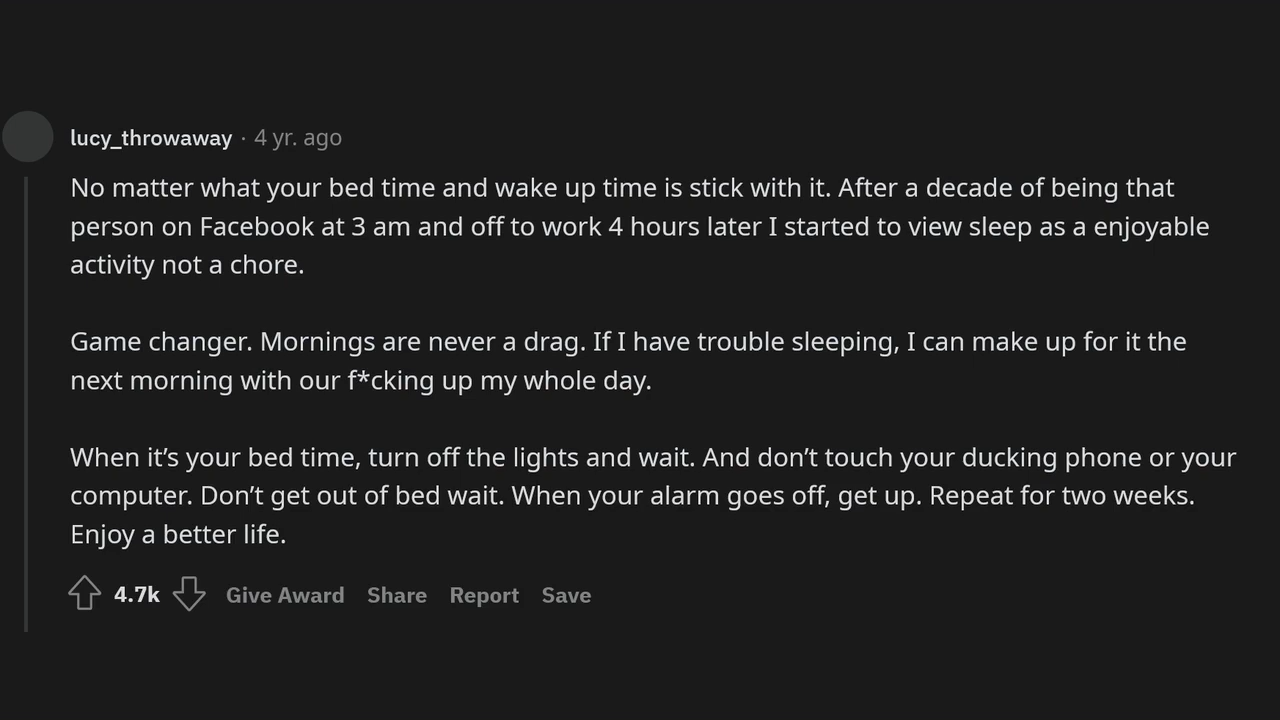 lucy_throwaway · 4 yr. ago
No matter what your bed time and wake up time is stick with it. After a decade of being that
person on Facebook at 3 am and off to work 4 hours later I started to view sleep as a enjoyable
activity not a chore.
Game changer. Mornings are never a drag. If I have trouble sleeping, I can make up for it the
next morning with our f*cking up my whole day.
When it’s your bed time, turn off the lights and wait. And don’t touch your ducking phone or your
computer. Don’t get out of bed wait. When your alarm goes off, get up. Repeat for two weeks.
Enjoy a better life.
4.7k Give Award Share Report Save